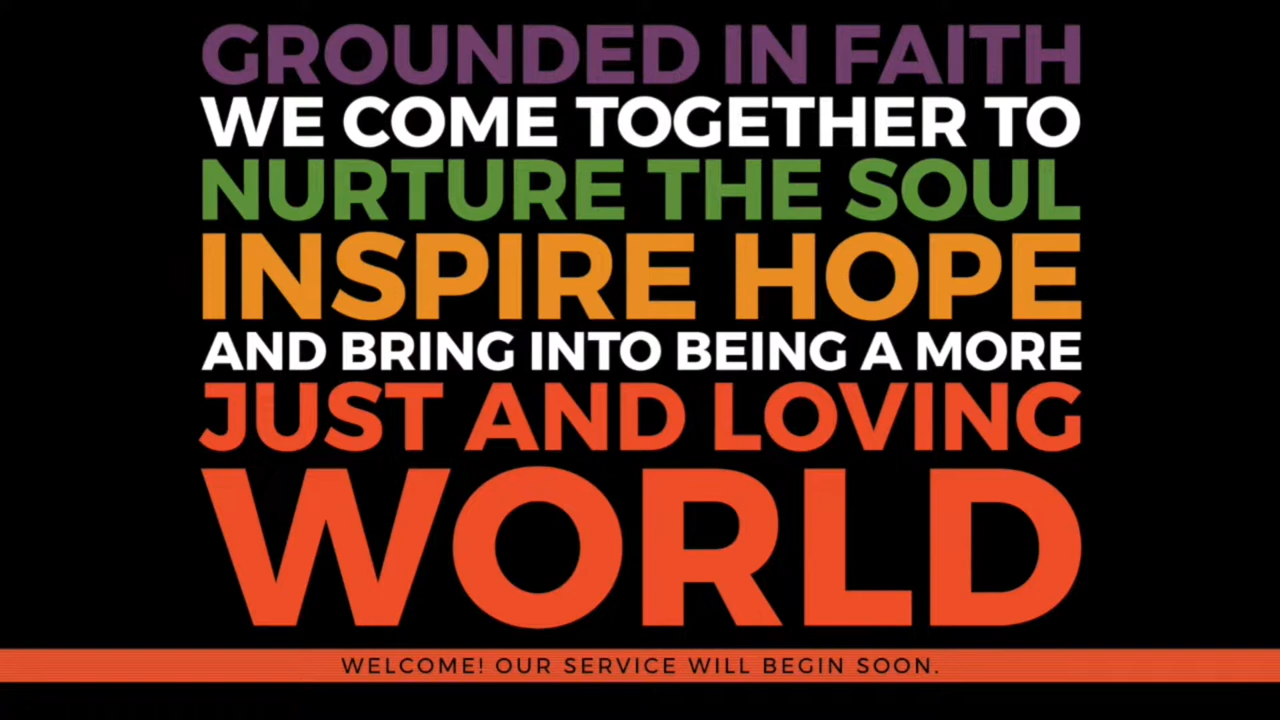 GROUNDED IN FAITH
WE COME TOGETHER TO
NURTURE THE SOUL
INSPIRE HOPE
AND BRING INTO BEING A MORE
JUST AND LOVING
WORLD
WELCOME! OUR SERVICE WILL BEGIN SOON.